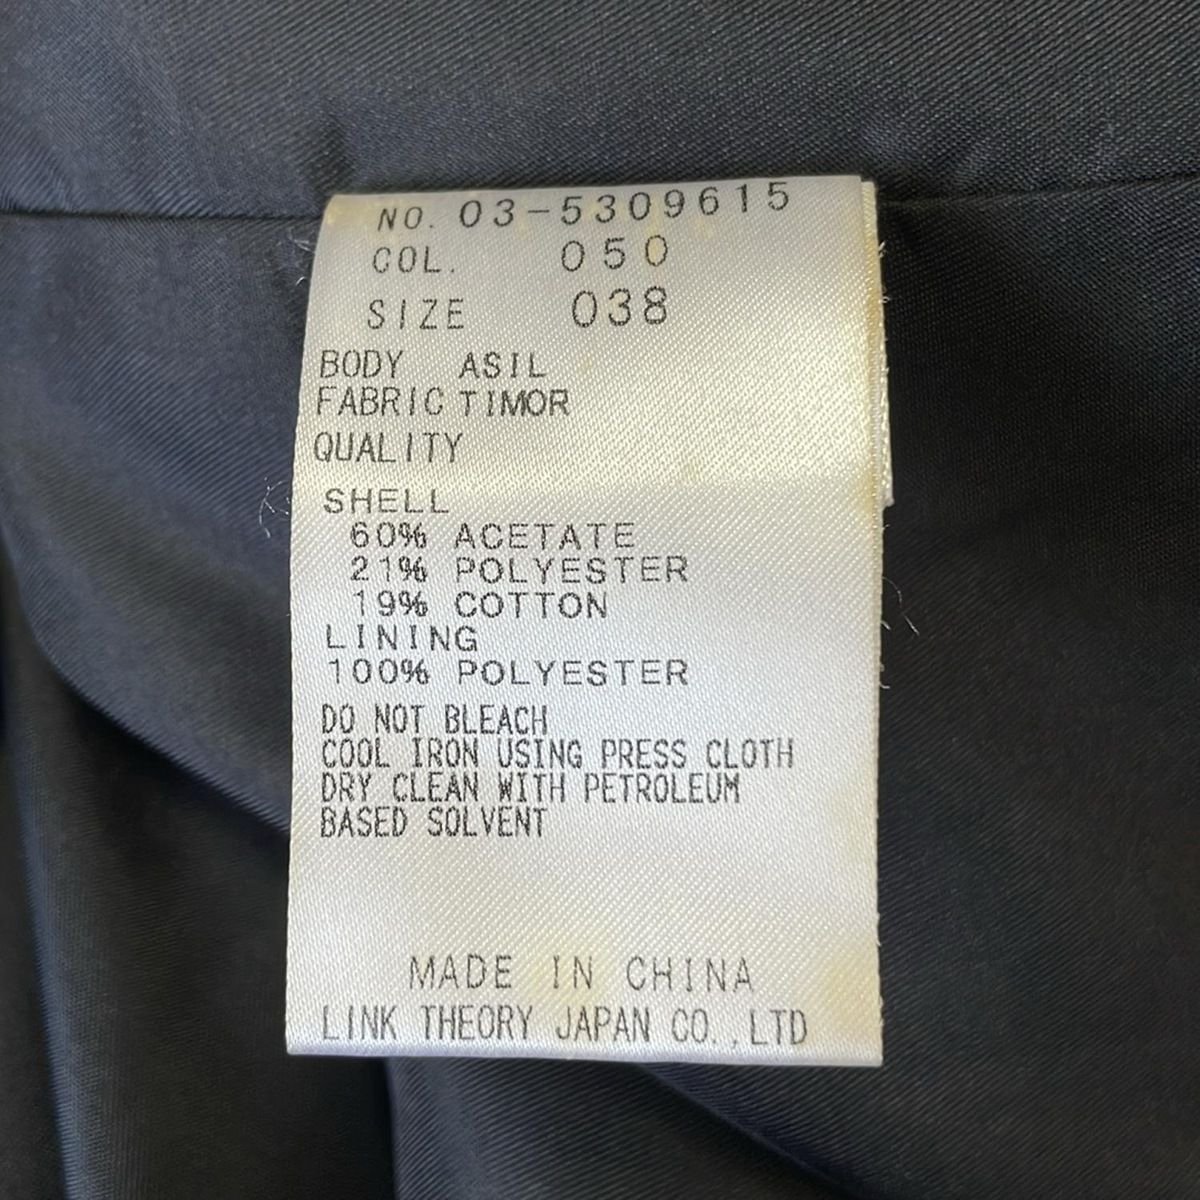 NO. 03-5309615
COL. 050
SIZE 038
BODY ASIL
FABRIC TIMOR
QUALITY
SHELL
60% ACETATE
21% POLYESTER
19% COTTON
LINING
100% POLYESTER
DO NOT BLEACH
COOL IRON USING PRESS CLOTH
DRY CLEAN WITH PETROLEUM
BASED SOLVENT
MADE IN CHINA
LINK THEORY JAPAN CO.,LTD